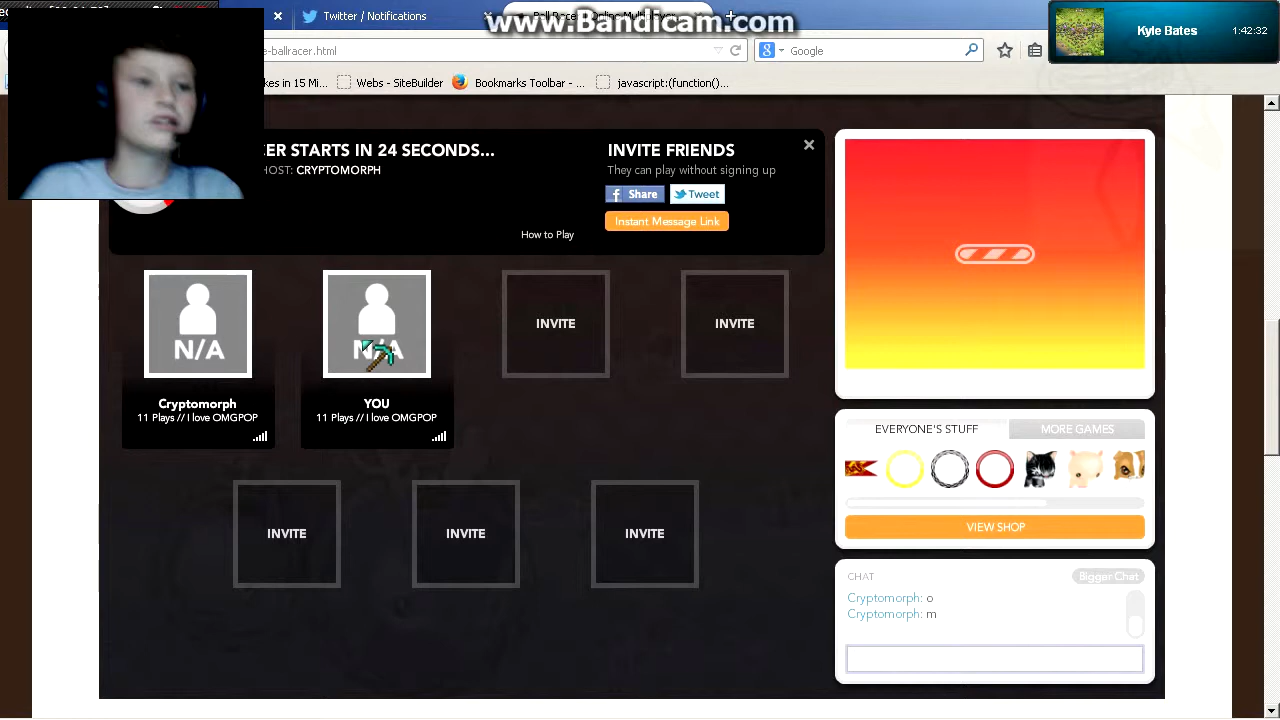 Twitter / Notifications
www.Bandicam.com
Kyle Bates
1:42:32
e-ballracer.html
Google
kes in 15 Mi...
Webs - SiteBuilder
Bookmarks Toolbar - ...
javascript:(function()...
CER STARTS IN 24 SECONDS...
HOST: CRYPTOMORPH
How to Play
INVITE FRIENDS
They can play without signing up
Share
Tweet
Instant Message Link
N/A
N/A
INVITE
INVITE
Cryptomorph
11 Plays // I love OMGPOP
YOU
11 Plays // I love OMGPOP
INVITE
INVITE
INVITE
EVERYONE'S STUFF
MORE GAMES
VIEW SHOP
CHAT
Bigger Chat
Cryptomorph: o
Cryptomorph: m